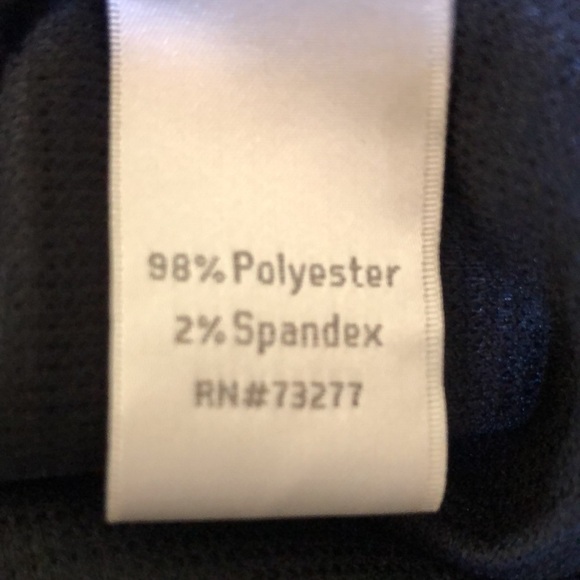 98% Polyester
2% Spandex
RN#73277